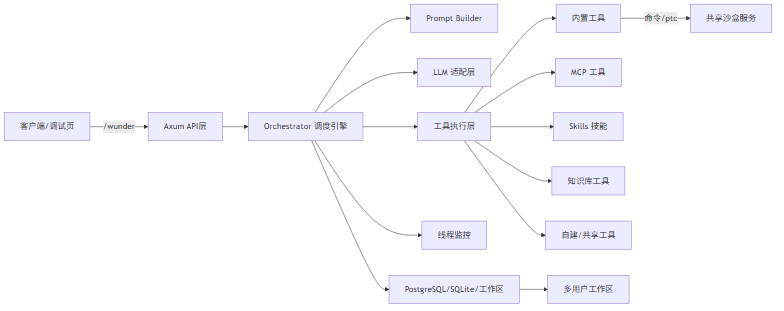 客户端/调试页
/wunder
Axum API层
Orchestrator 调度引擎
Prompt Builder
LLM 适配层
工具执行层
线程监控
PostgreSQL/SQLite/工作区
内置工具
MCP 工具
Skills 技能
知识库工具
自建/共享工具
多用户工作区
命令/ptc
共享沙盒服务